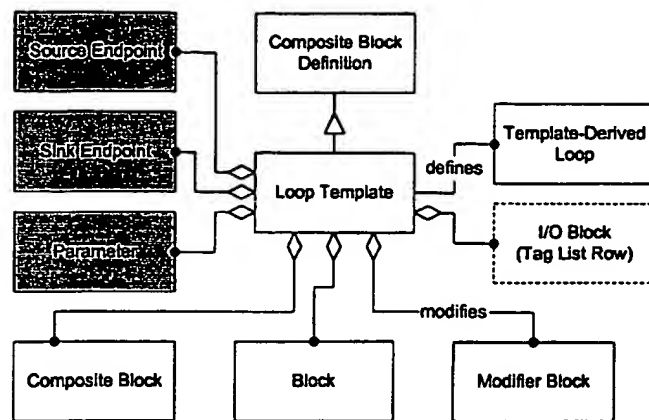 Source Endpoint
Composite Block
Definition
Sink Endpoint
Template-Derived
Loop
defines
Loop Template
Parameter
I/O Block
(Tag List Row)
modifies
Composite Block
Block
Modifier Block